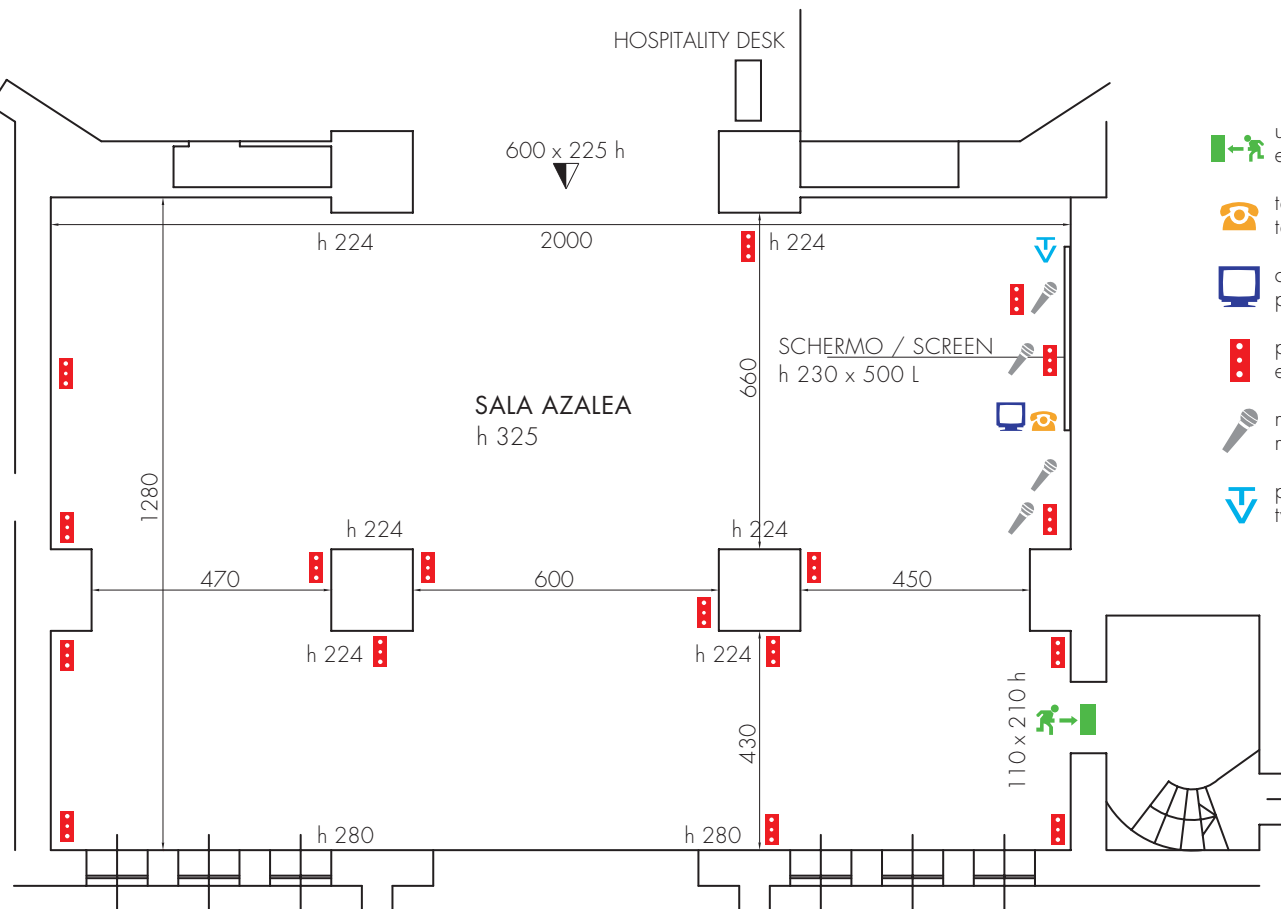 HOSPITALITY DESK
600 x 225 h
h 224
2000
h 224
SCHERMO / SCREEN
h 230 x 500 L
660
SALA AZALEA
h 325
1280
h 224
h 224
470
600
450
h 224
h 224
110 x 210 h
430
h 280
h 280